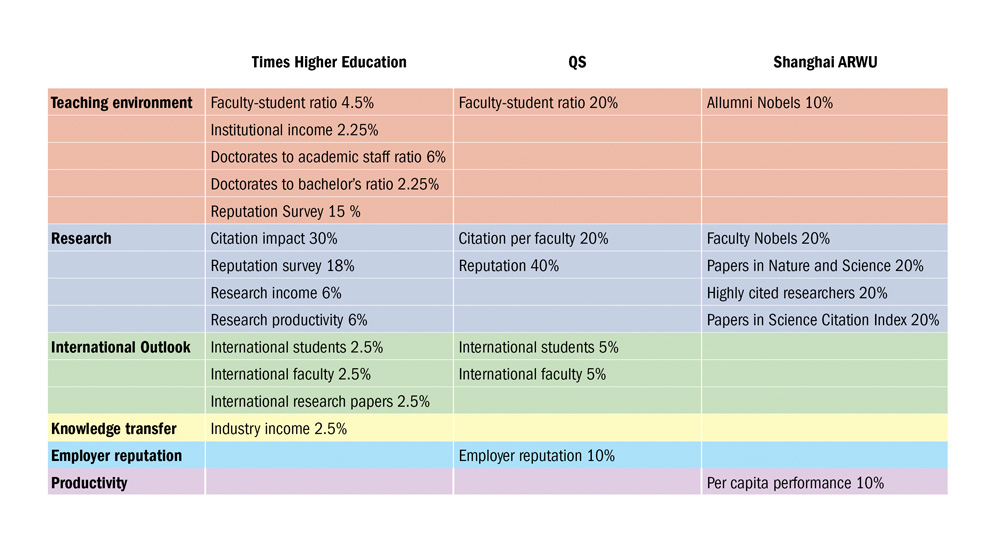 Times Higher Education QS Shanghai ARWU
Teaching environment Faculty-student ratio 4.5% Faculty-student ratio 20% Allumni Nobels 10%
Institutional income 2.25%
Doctorates to academic staff ratio 6%
Doctorates to bachelor's ratio 2.25%
Reputation Survey 15 %
Research Citation impact 30% Citation per faculty 20% Faculty Nobels 20%
Reputation survey 18% Reputation 40% Papers in Nature and Science 20%
Research income 6% Highly cited researchers 20%
Research productivity 6% Papers in Science Citation Index 20%
International Outlook International students 2.5% International students 5%
International faculty 2.5% International faculty 5%
International research papers 2.5%
Knowledge transfer Industry income 2.5%
Employer reputation Employer reputation 10%
Productivity Per capita performance 10%